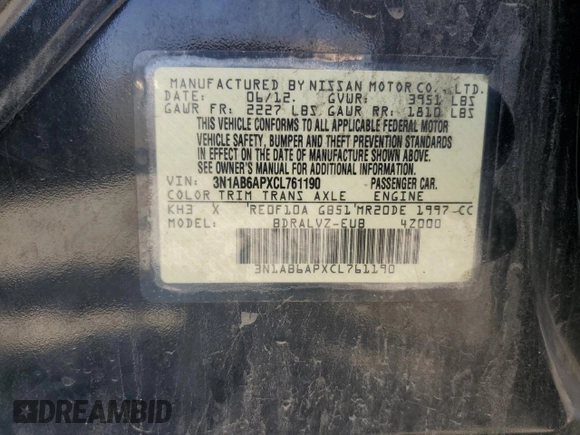 MANUFACTURED BY NISSAN MOTOR CO., LTD.
DATE: 06/12 GVWR: 3951 LBS
GAWR FR: 2227 LBS GAWR RR: 1810 LBS
THIS VEHICLE CONFORMS TO ALL APPLICABLE FEDERAL MOTOR
VEHICLE SAFETY, BUMPER AND THEFT PREVENTION STANDARDS
IN EFFECT ON THE DATE OF MANUFACTURE SHOWN ABOVE.
SEE OWNER'S MANUAL FOR ADDITIONAL INFORMATION.
VIN: 3N1AB6APXCL761190 PASSENGER CAR.
COLOR TRIM TRANS AXLE ENGINE
KH3 X RE0F10A GB51 MR20DE 1997-CC
MODEL: BDRALVZ-EUB 4Z000
3N1AB6APXCL761190
DREAMBID